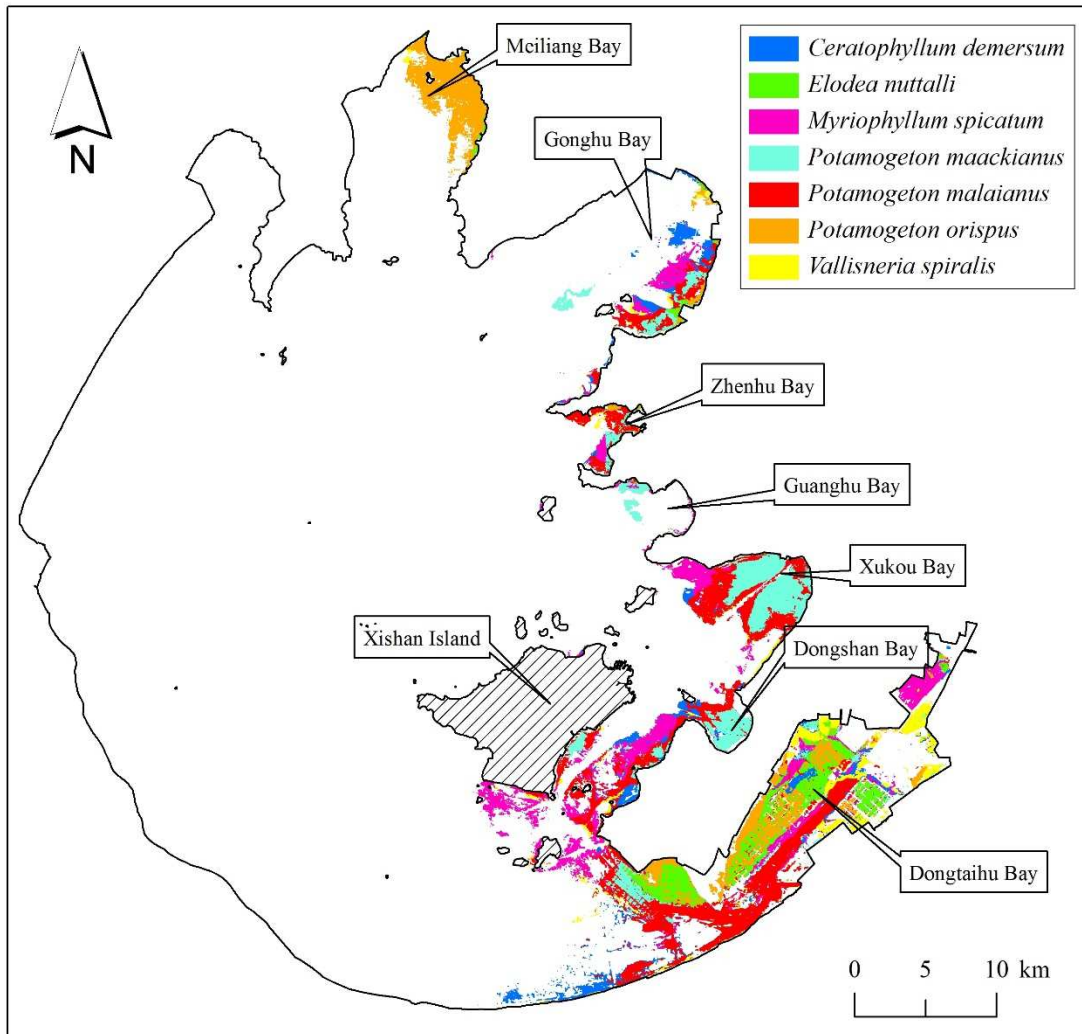 Meiliang Bay
Gonghu Bay
Ceratophyllum demersum
Elodea nuttalli
Myriophyllum spicatum
Potamogeton maackianus
Potamogeton malaianus
Potamogeton orispus
Vallisneria spiralis
N
Zhenhu Bay
Guanghu Bay
Xukou Bay
Xishan Island
Dongshan Bay
Dongtaihu Bay
0 5 10 km